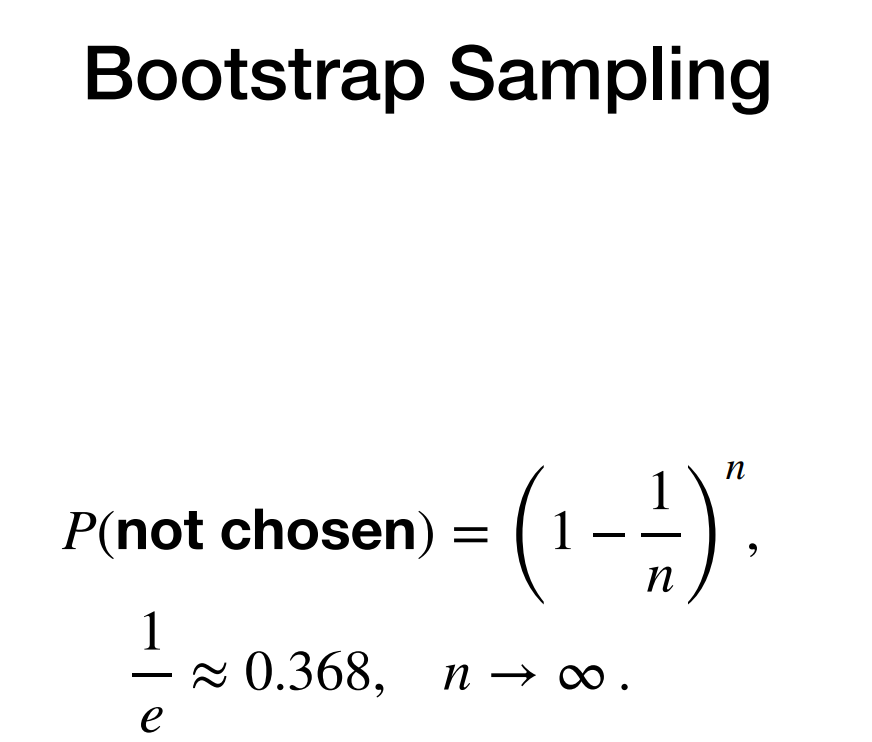 Bootstrap Sampling
P(not chosen) = (1 − 1/n)ⁿ,
1/e ≈ 0.368, n → ∞ .